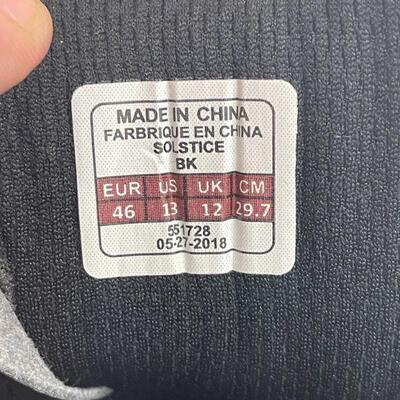 MADE IN CHINA
FARBRIQUE EN CHINA
SOLSTICE
BK
EUR US UK CM
46 13 12 29.7
551728
05-27-2018